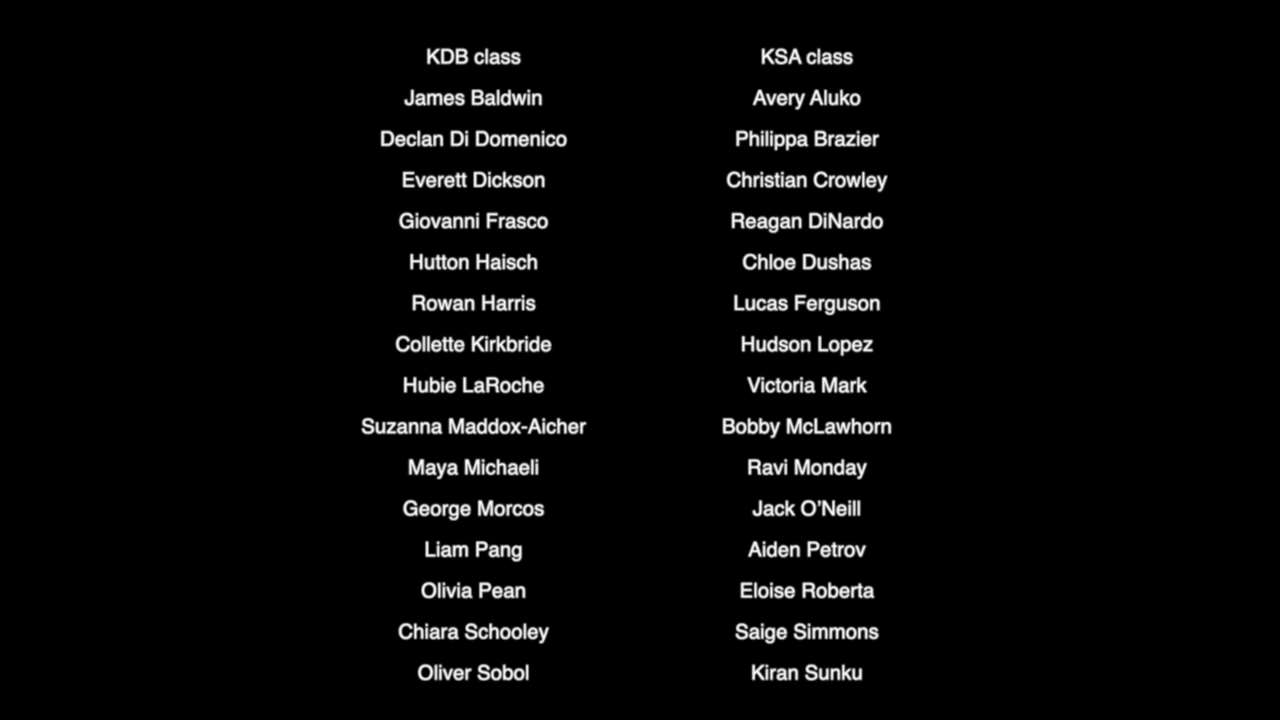 KDB class
James Baldwin
Declan Di Domenico
Everett Dickson
Giovanni Frasco
Hutton Haisch
Rowan Harris
Collette Kirkbride
Hubie LaRoche
Suzanna Maddox-Aicher
Maya Michaeli
George Morcos
Liam Pang
Olivia Pean
Chiara Schooley
Oliver Sobol
KSA class
Avery Aluko
Philippa Brazier
Christian Crowley
Reagan DiNardo
Chloe Dushas
Lucas Ferguson
Hudson Lopez
Victoria Mark
Bobby McLawhorn
Ravi Monday
Jack O’Neill
Aiden Petrov
Eloise Roberta
Saige Simmons
Kiran Sunku